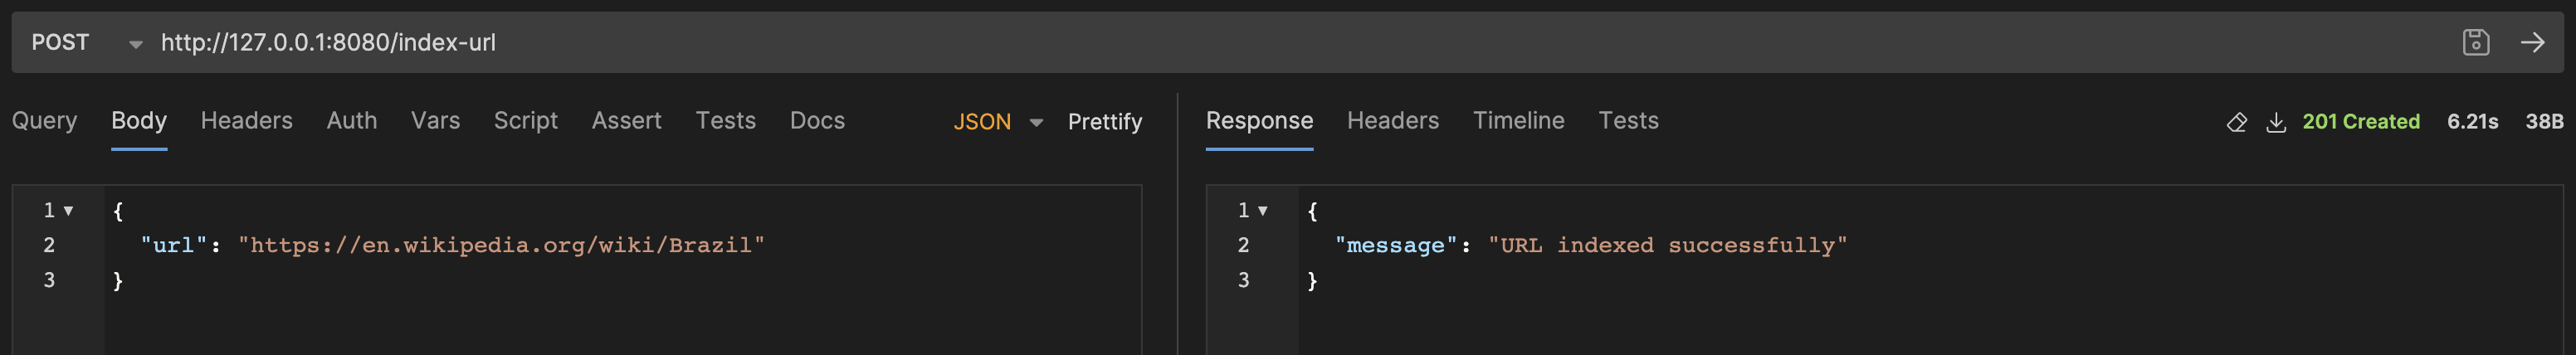 POST http://127.0.0.1:8080/index-url
Query Body Headers Auth Vars Script Assert Tests Docs JSON Prettify
1 {
2 "url": "https://en.wikipedia.org/wiki/Brazil"
3 }
Response Headers Timeline Tests 201 Created 6.21s 38B
1 {
2 "message": "URL indexed successfully"
3 }